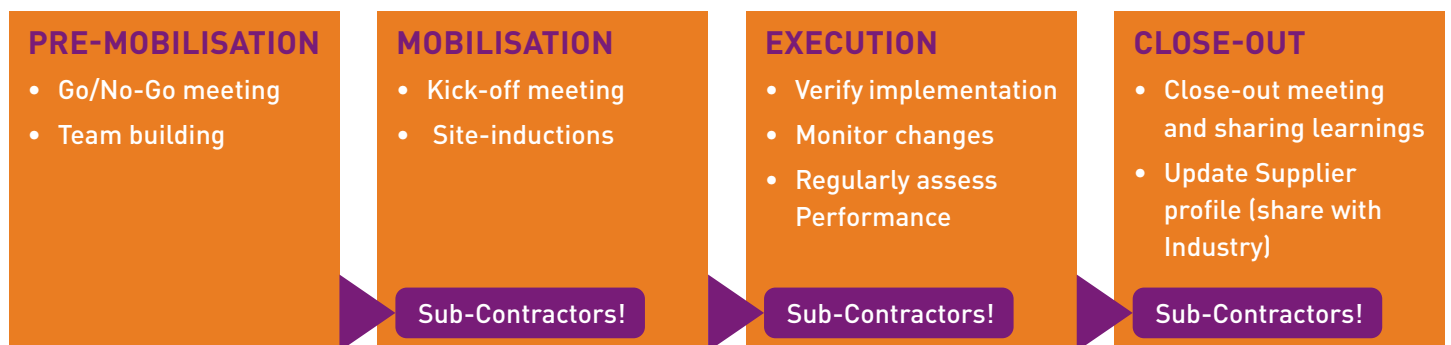 PRE-MOBILISATION
• Go/No-Go meeting
• Team building
MOBILISATION
• Kick-off meeting
• Site-inductions
Sub-Contractors!
EXECUTION
• Verify implementation
• Monitor changes
• Regularly assess
Performance
Sub-Contractors!
CLOSE-OUT
• Close-out meeting
and sharing learnings
• Update Supplier
profile (share with
Industry)
Sub-Contractors!